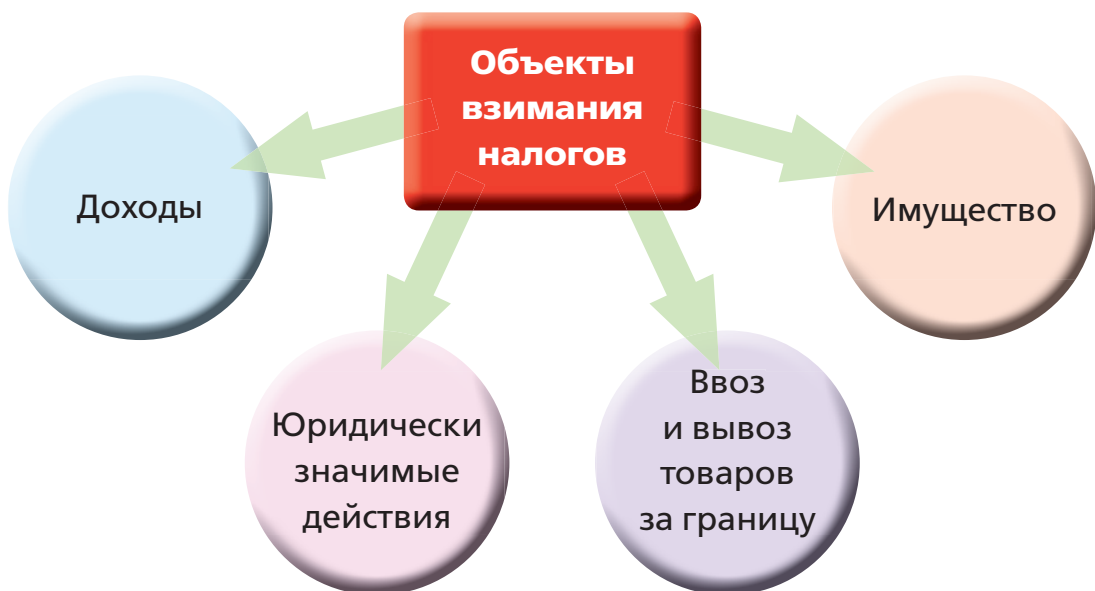 Объекты
взимания
налогов
Доходы
Имущество
Юридически
значимые
действия
Ввоз
и вывоз
товаров
за границу